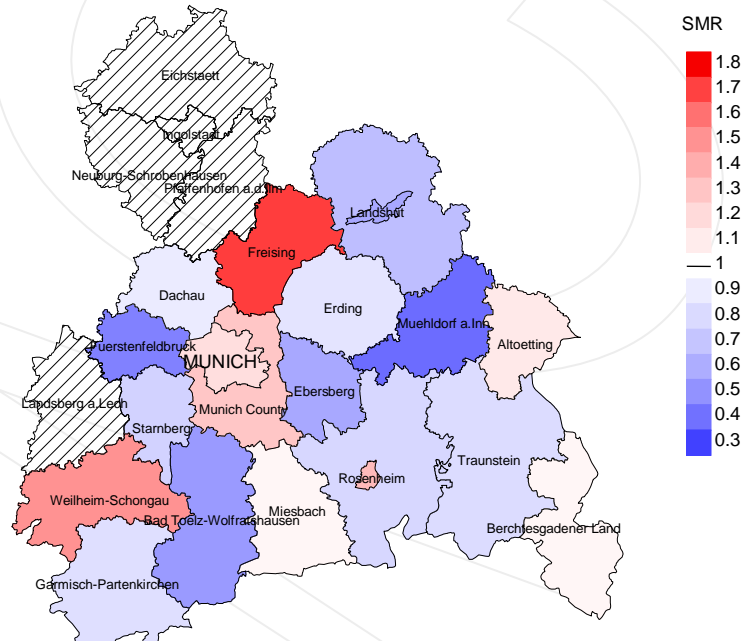 SMR
1.8
1.7
1.6
1.5
1.4
1.3
1.2
1.1
1
0.9
0.8
0.7
0.6
0.5
0.4
0.3
Eichstaett
Ingolstadt
Neuburg-Schrobenhausen
Pfaffenhofen a.d.Ilm
Landshut
Freising
Dachau
Erding
Muehldorf a.Inn
Altoetting
Fuerstenfeldbruck
MUNICH
Ebersberg
Landsberg a.Lech
Munich County
Starnberg
Traunstein
Rosenheim
Weilheim-Schongau
Miesbach
Bad Toelz-Wolfratshausen
Berchtesgadener Land
Garmisch-Partenkirchen